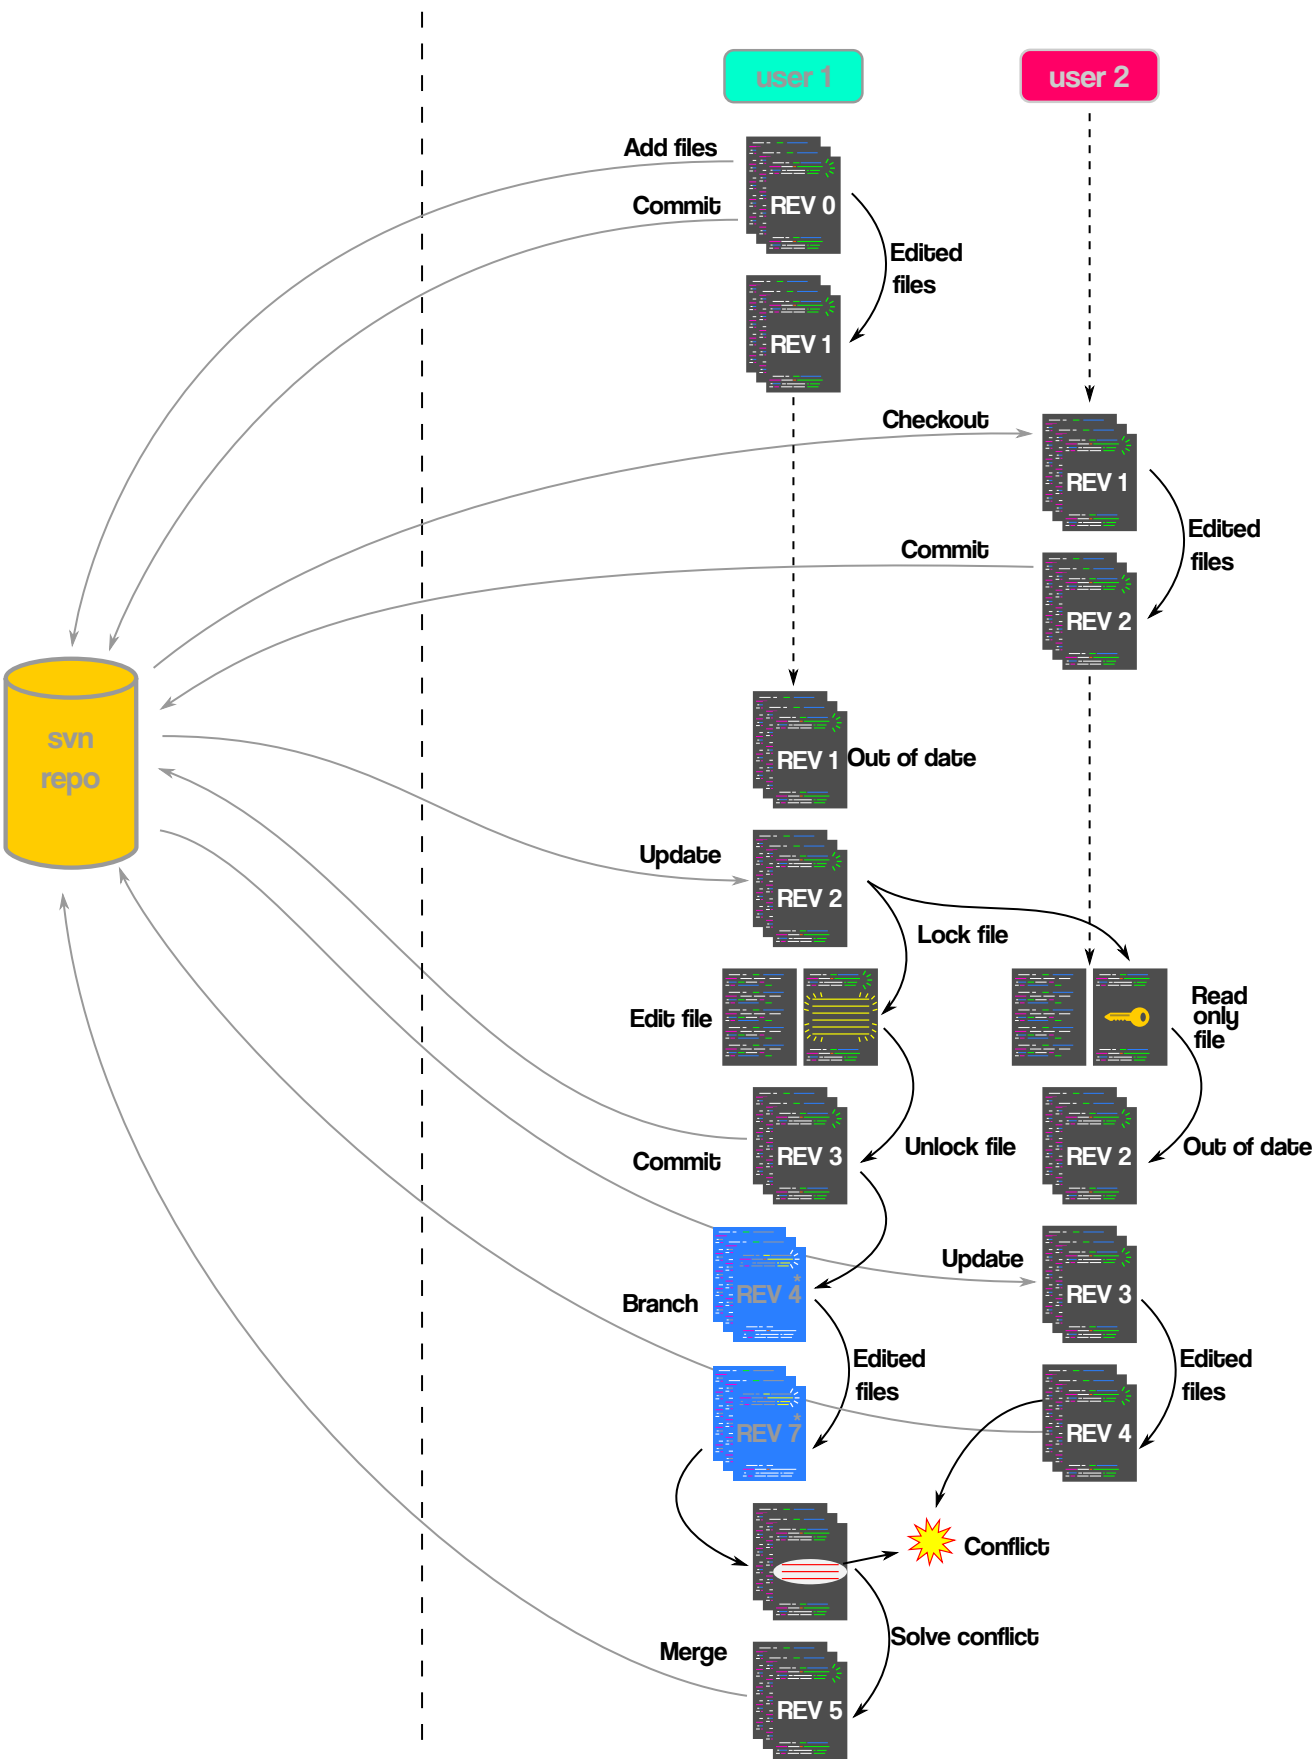 user 1
user 2
Add files
REV 0
Commit
Edited
files
REV 1
Checkout
REV 1
Edited
files
Commit
REV 2
svn
repo
REV 1
Out of date
Update
REV 2
Lock file
Edit file
Read
only
file
Commit
REV 3
Unlock file
REV 2
Out of date
Branch
REV 4*
Update
REV 3
Edited
files
Edited
files
REV 7*
REV 4
Conflict
Solve conflict
Merge
REV 5